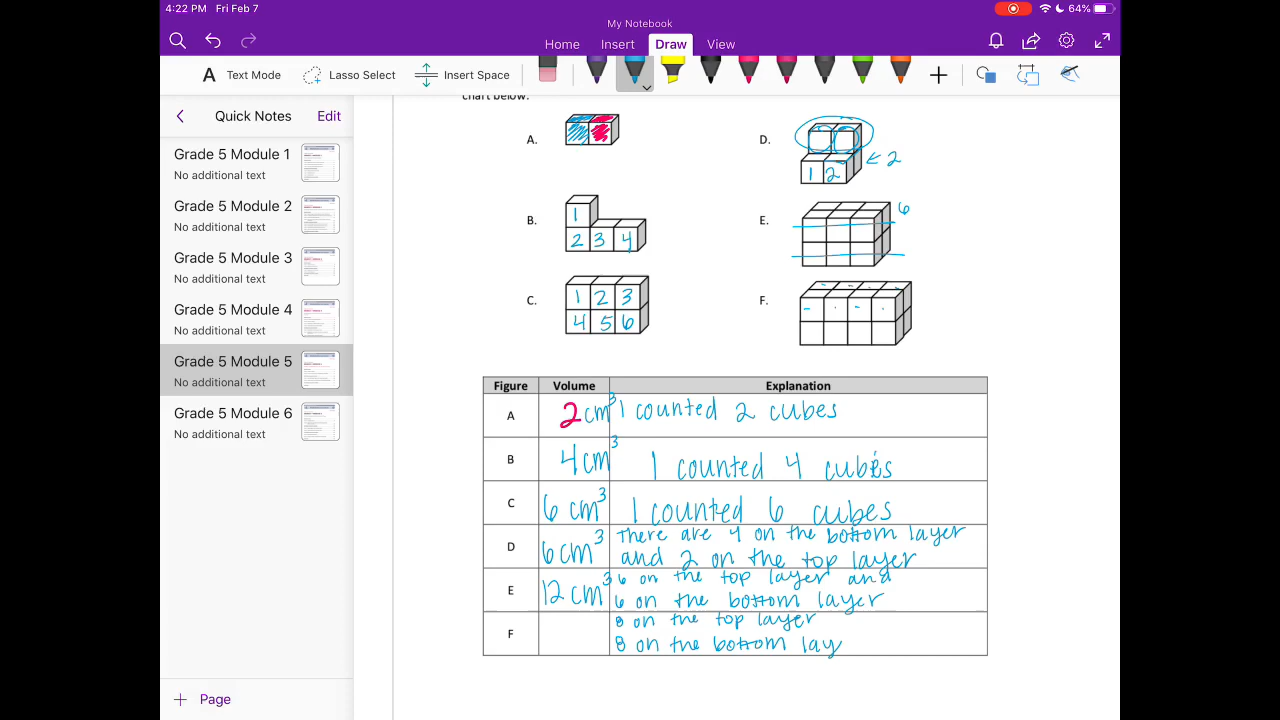 4:22 PM Fri Feb 7
64%
My Notebook
Home Insert Draw View
A Text Mode Lasso Select Insert Space
Quick Notes Edit
Grade 5 Module 1
No additional text
Grade 5 Module 2
No additional text
Grade 5 Module 3
No additional text
Grade 5 Module 4
No additional text
Grade 5 Module 5
No additional text
Grade 5 Module 6
No additional text
Page
chart below.
A.
D.
1 2
2
B.
2 3 4
E.
6
C.
1 2 3
4 5 6
F.
Figure Volume Explanation
A 2 cm³ I counted 2 cubes
B 4 cm³ I counted 4 cubes
C 6 cm³ I counted 6 cubes
D 6 cm³ There are 4 on the bottom layer
and 2 on the top layer
E 12 cm³ 6 on the top layer and
6 on the bottom layer
F 8 on the top layer
8 on the bottom lay